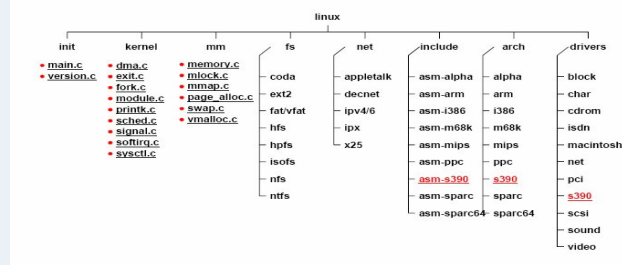 linux
init
kernel
mm
fs
net
include
arch
drivers
main.c
version.c
dma.c
exit.c
fork.c
module.c
printk.c
sched.c
signal.c
softirq.c
sysctl.c
memory.c
mlock.c
mmap.c
page_alloc.c
swap.c
vmalloc.c
coda
ext2
fat/vfat
hfs
hpfs
isofs
nfs
ntfs
appletalk
decnet
ipv4/6
ipx
x25
asm-alpha
asm-arm
asm-i386
asm-m68k
asm-mips
asm-ppc
asm-s390
asm-sparc
asm-sparc64
alpha
arm
i386
m68k
mips
ppc
s390
sparc
sparc64
block
char
cdrom
isdn
macintosh
net
pci
s390
scsi
sound
video